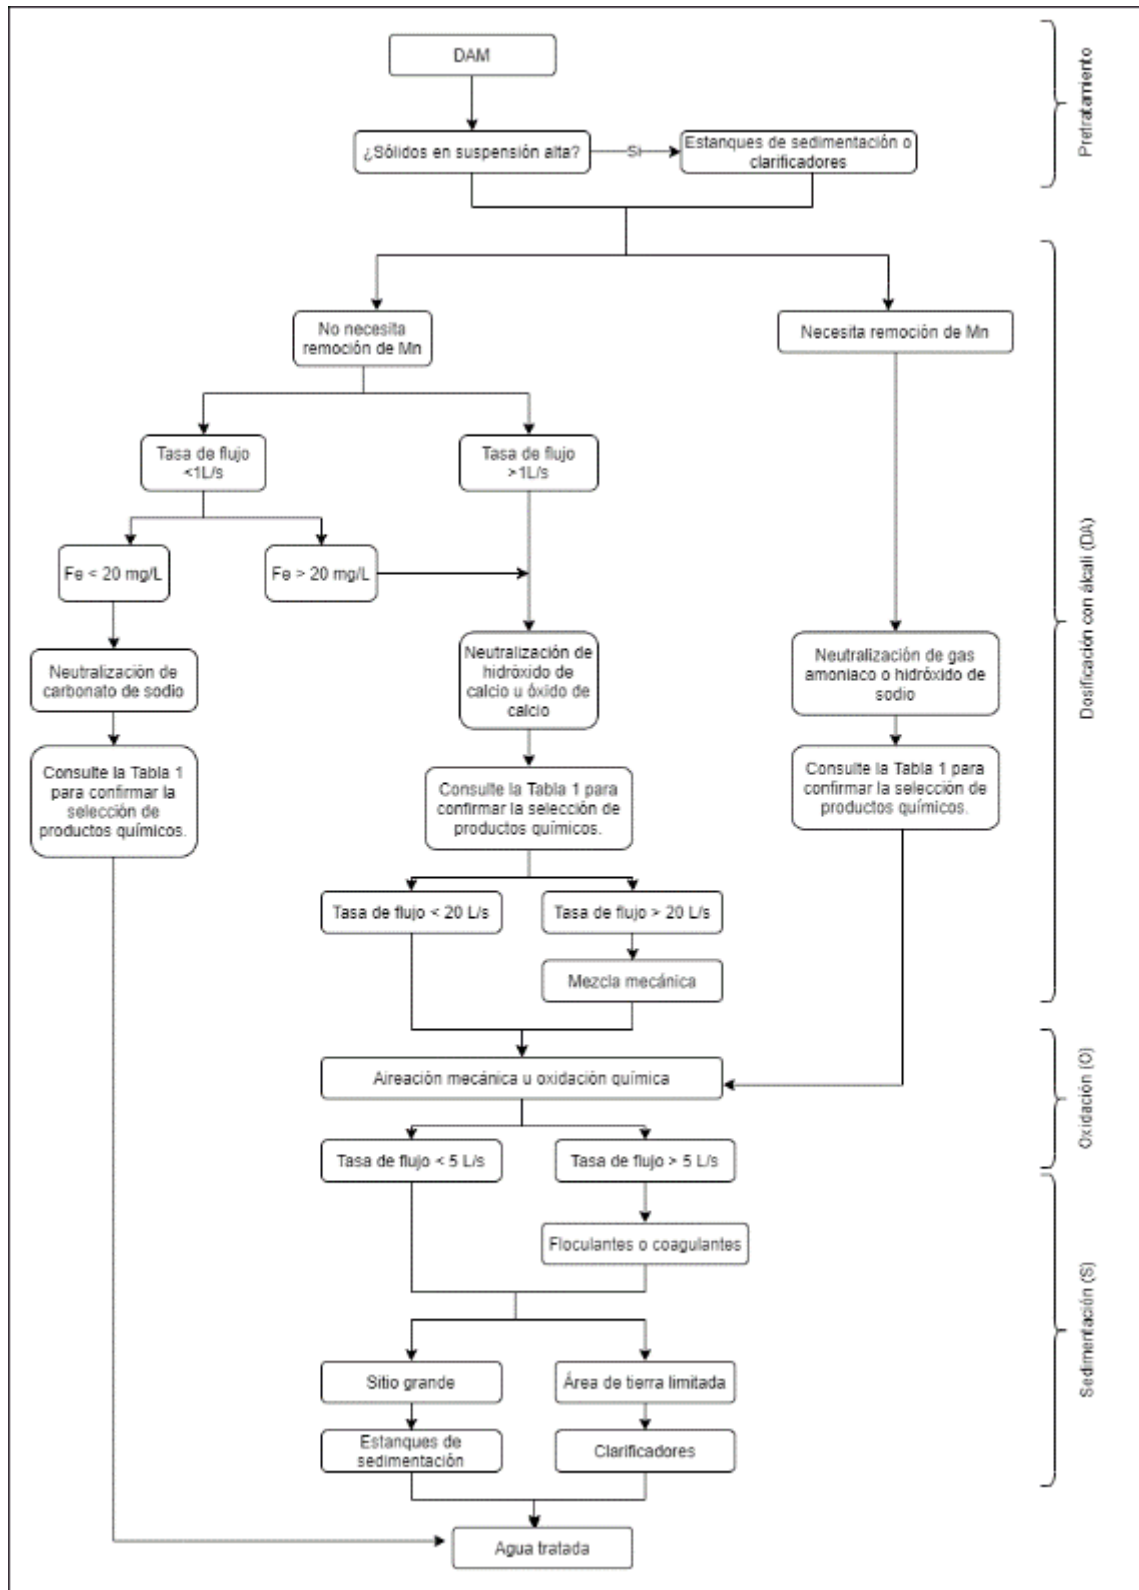 DAM
¿Sólidos en suspensión alta?
Si
Estanques de sedimentación o
clarificadores
Pretratamiento
No necesita
remoción de Mn
Necesita remoción de Mn
Tasa de flujo
<1L/s
Tasa de flujo
>1L/s
Fe < 20 mg/L
Fe > 20 mg/L
Neutralización de
carbonato de sodio
Neutralización de
hidróxido de
calcio u óxido de
calcio
Neutralización de gas
amoniaco o hidróxido de
sodio
Consulte la Tabla 1
para confirmar la
selección de
productos químicos.
Consulte la Tabla 1 para
confirmar la selección de
productos químicos.
Consulte la Tabla 1 para
confirmar la selección de
productos químicos.
Tasa de flujo < 20 L/s
Tasa de flujo > 20 L/s
Mezcla mecánica
Dosificación con álcali (DA)
Aireación mecánica u oxidación química
Tasa de flujo < 5 L/s
Tasa de flujo > 5 L/s
Oxidación (O)
Floculantes o coagulantes
Sitio grande
Área de tierra limitada
Estanques de
sedimentación
Clarificadores
Sedimentación (S)
Agua tratada